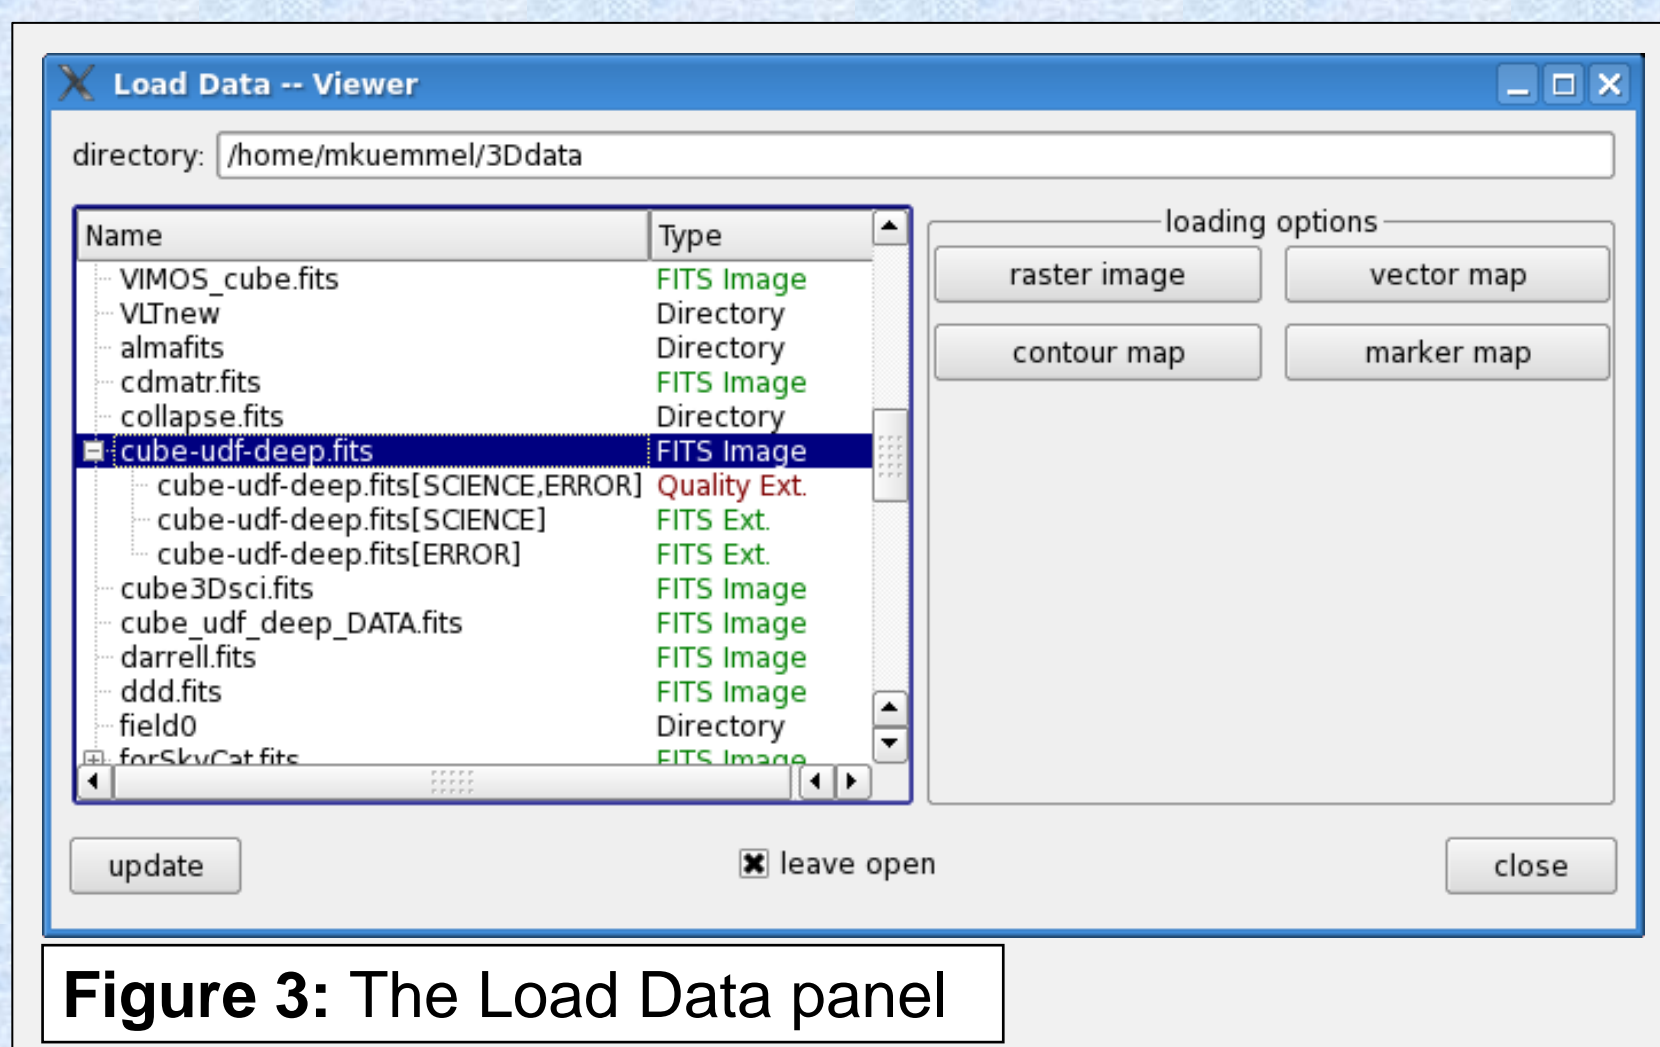 Load Data -- Viewer
directory: /home/mkuemmel/3Ddata
Name Type
VIMOS_cube.fits FITS Image
VLTnew Directory
almafits Directory
cdmatr.fits FITS Image
collapse.fits Directory
cube-udf-deep.fits FITS Image
cube-udf-deep.fits[SCIENCE,ERROR] Quality Ext.
cube-udf-deep.fits[SCIENCE] FITS Ext.
cube-udf-deep.fits[ERROR] FITS Ext.
cube3Dsci.fits FITS Image
cube_udf_deep_DATA.fits FITS Image
darrell.fits FITS Image
ddd.fits FITS Image
field0 Directory
forSkyCat.fits FITS Image
loading options
raster image vector map
contour map marker map
update leave open close
Figure 3: The Load Data panel